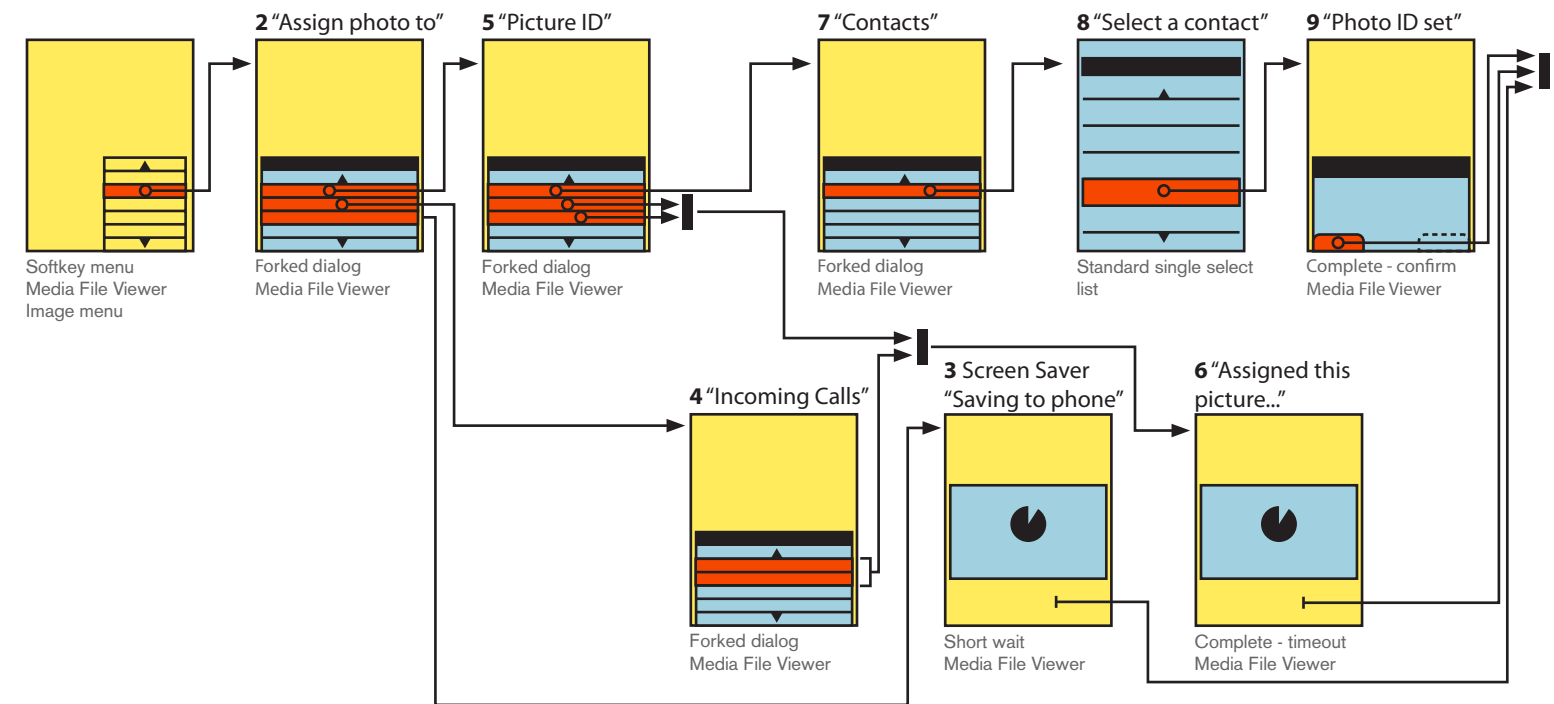 2 “Assign photo to”
5 “Picture ID”
7 “Contacts”
8 “Select a contact”
9 “Photo ID set”
Softkey menu
Media File Viewer
Image menu
Forked dialog
Media File Viewer
Forked dialog
Media File Viewer
Forked dialog
Media File Viewer
Standard single select
list
Complete - confirm
Media File Viewer
4 “Incoming Calls”
3 Screen Saver
“Saving to phone”
6 “Assigned this
picture...”
Forked dialog
Media File Viewer
Short wait
Media File Viewer
Complete - timeout
Media File Viewer